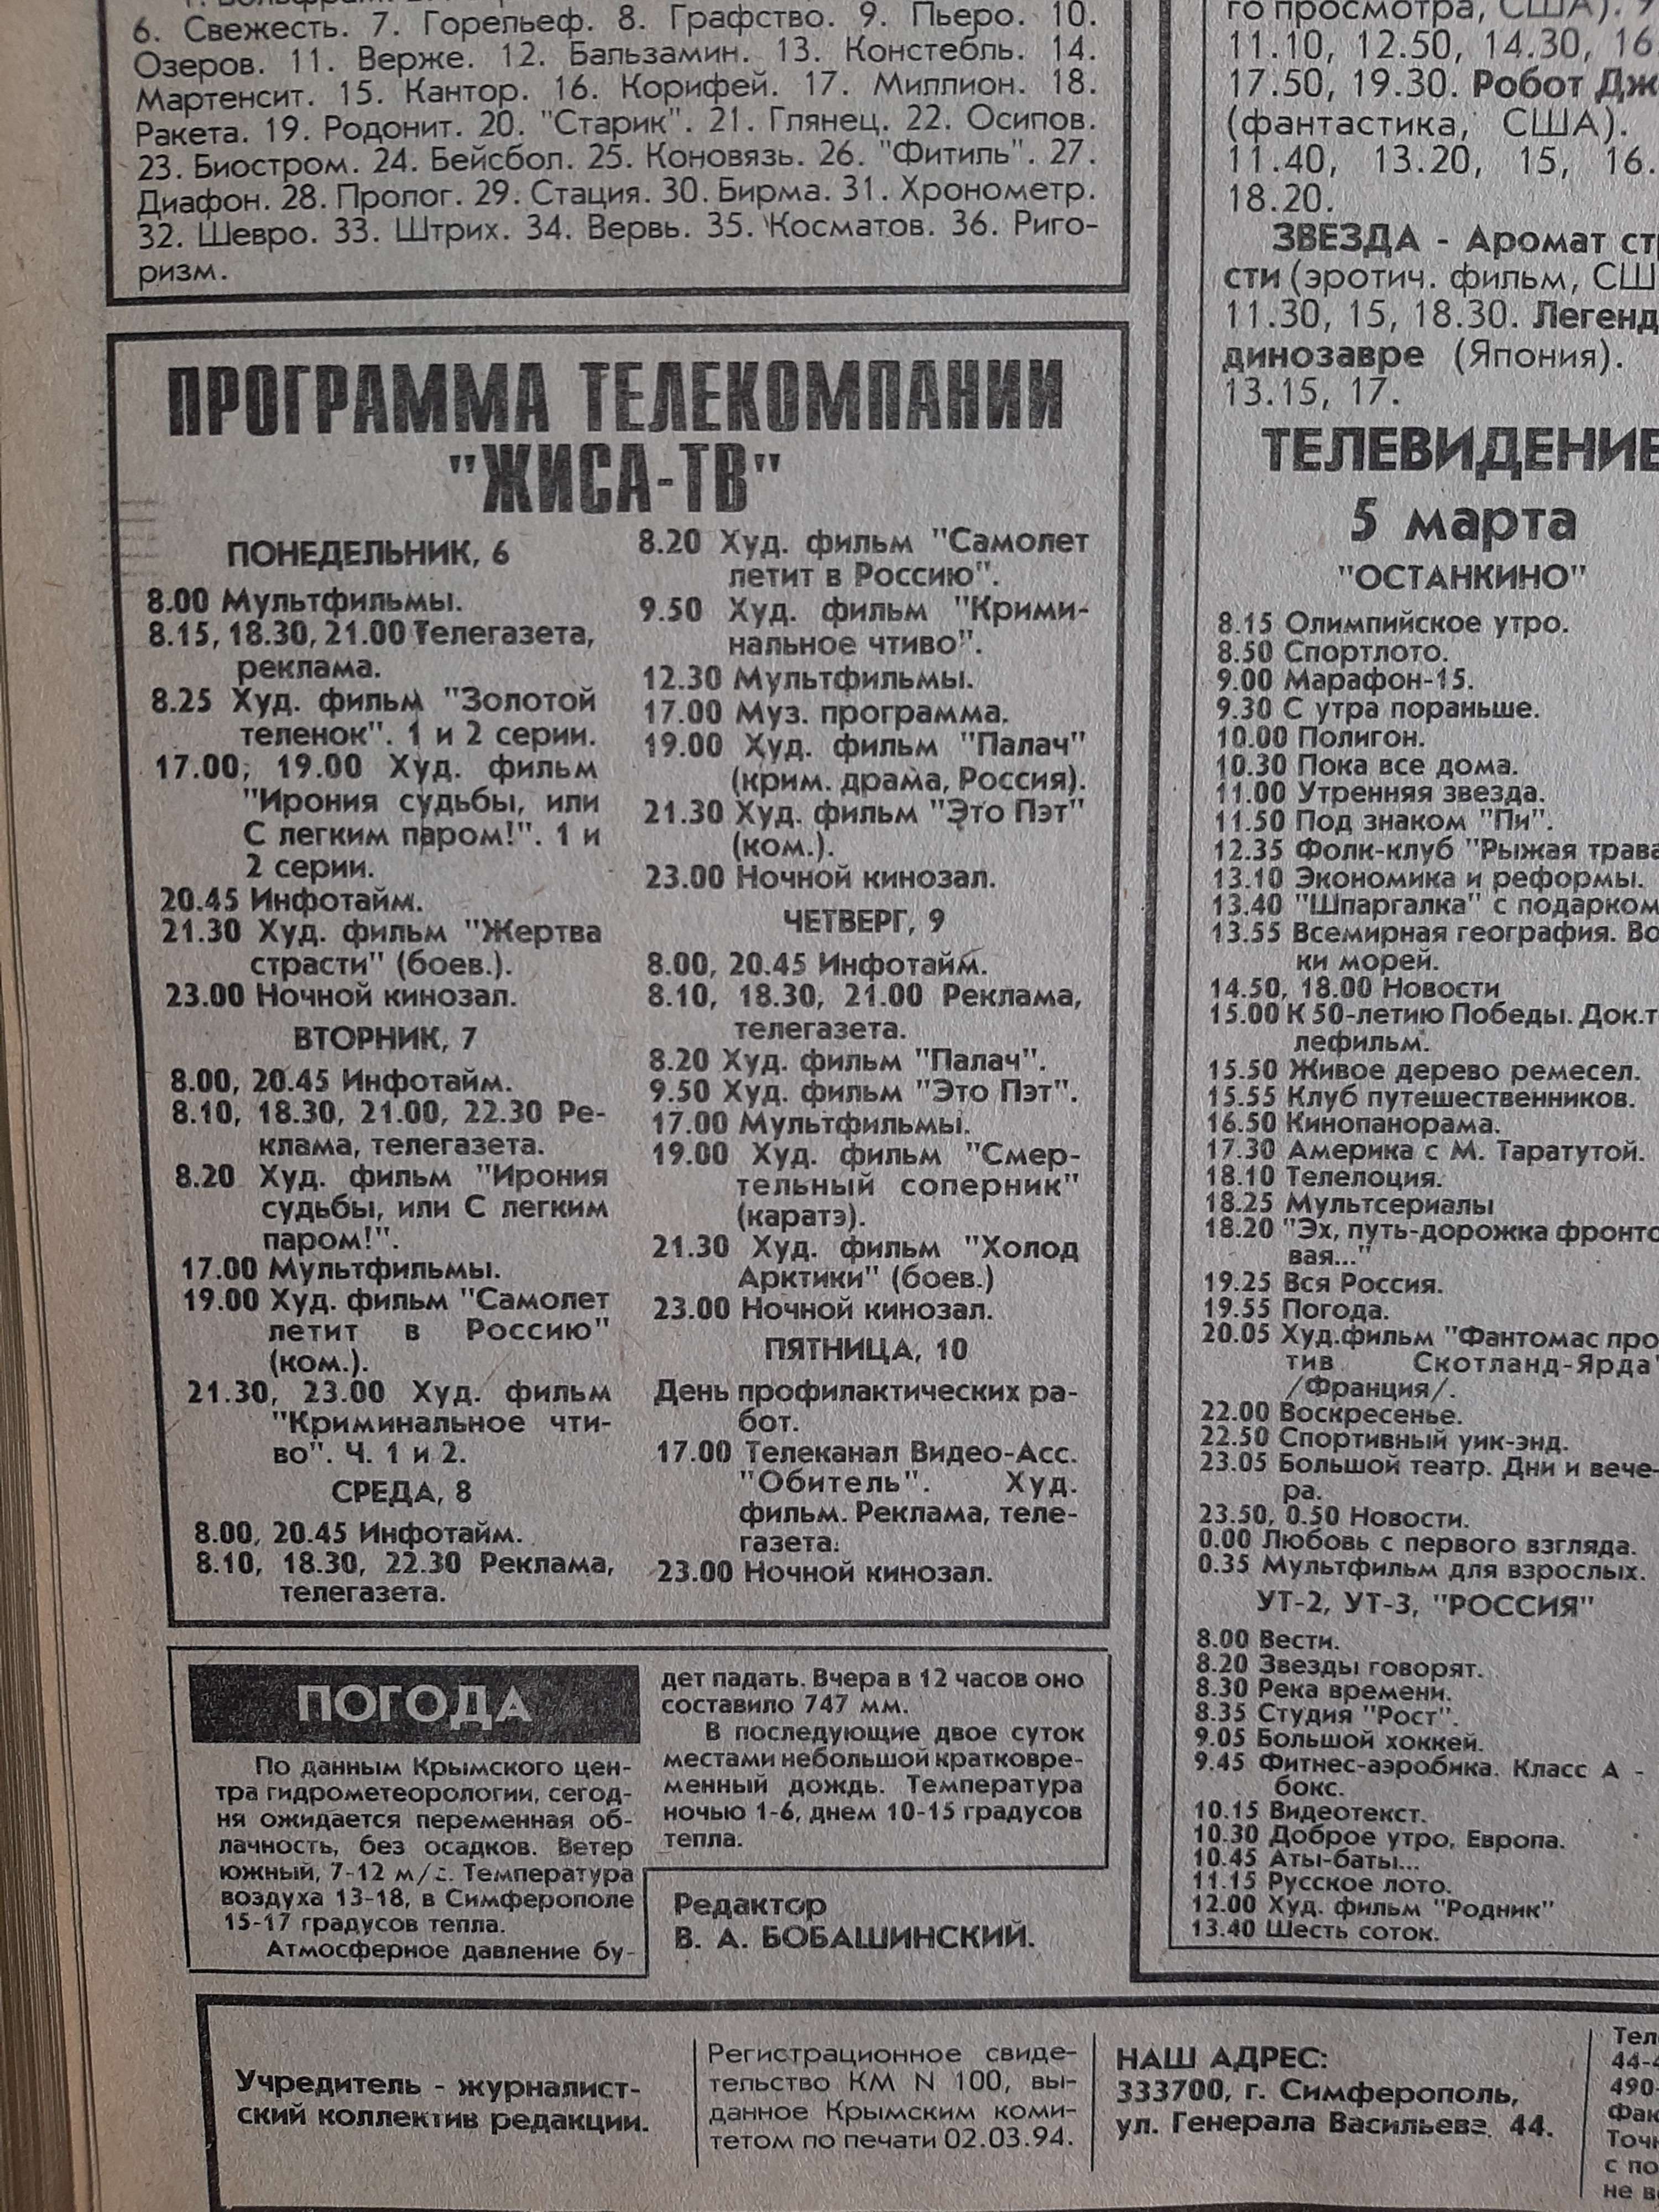 6. Свежесть. 7. Горельеф. 8. Графство. 9. Пьеро. 10.
Озеров. 11. Верже. 12. Бальзамин. 13. Констебль. 14.
Мартенсит. 15. Кантор. 16. Корифей. 17. Миллион. 18.
Ракета. 19. Родонит. 20. "Старик". 21. Глянец. 22. Осипов.
23. Биостром. 24. Бейсбол. 25. Коновязь. 26. "Фитиль". 27.
Диафон. 28. Пролог. 29. Стация. 30. Бирма. 31. Хронометр.
32. Шевро. 33. Штрих. 34. Вервь. 35. Косматов. 36. Риго-
ризм.
ПРОГРАММА ТЕЛЕКОМПАНИИ
"ЖИСА-ТВ"
ПОНЕДЕЛЬНИК, 6
8.00 Мультфильмы.
8.15, 18.30, 21.00 Телегазета,
реклама.
8.25 Худ. фильм "Золотой
теленок". 1 и 2 серии.
17.00, 19.00 Худ. фильм
"Ирония судьбы, или
С легким паром!". 1 и
2 серии.
20.45 Инфотайм.
21.30 Худ. фильм "Жертва
страсти" (боев.).
23.00 Ночной кинозал.
ВТОРНИК, 7
8.00, 20.45 Инфотайм.
8.10, 18.30, 21.00, 22.30 Ре-
клама, телегазета.
8.20 Худ. фильм "Ирония
судьбы, или С легким
паром!".
17.00 Мультфильмы.
19.00 Худ. фильм "Самолет
летит в Россию"
(ком.).
21.30, 23.00 Худ. фильм
"Криминальное чти-
во". Ч. 1 и 2.
СРЕДА, 8
8.00, 20.45 Инфотайм.
8.10, 18.30, 22.30 Реклама,
телегазета.
8.20 Худ. фильм "Самолет
летит в Россию".
9.50 Худ. фильм "Крими-
нальное чтиво".
12.30 Мультфильмы.
17.00 Муз. программа.
19.00 Худ. фильм "Палач"
(крим. драма, Россия).
21.30 Худ. фильм "Это Пэт"
(ком.).
23.00 Ночной кинозал.
ЧЕТВЕРГ, 9
8.00, 20.45 Инфотайм.
8.10, 18.30, 21.00 Реклама,
телегазета.
8.20 Худ. фильм "Палач".
9.50 Худ. фильм "Это Пэт".
17.00 Мультфильмы.
19.00 Худ. фильм "Смер-
тельный соперник"
(каратэ).
21.30 Худ. фильм "Холод
Арктики" (боев.)
23.00 Ночной кинозал.
ПЯТНИЦА, 10
День профилактических ра-
бот.
17.00 Телеканал Видео-Асс.
"Обитель". Худ.
фильм. Реклама, теле-
газета.
23.00 Ночной кинозал.
ПОГОДА
По данным Крымского цен-
тра гидрометеорологии, сегод-
ня ожидается переменная об-
лачность, без осадков. Ветер
южный, 7-12 м/с. Температура
воздуха 13-18, в Симферополе
15-17 градусов тепла.
Атмосферное давление бу-
дет падать. Вчера в 12 часов оно
составило 747 мм.
В последующие двое суток
местами небольшой кратковре-
менный дождь. Температура
ночью 1-6, днем 10-15 градусов
тепла.
Редактор
В. А. БОБАШИНСКИЙ.
го просмотра, США).
11.10, 12.50, 14.30, 16.
17.50, 19.30. Робот Дж
(фантастика, США).
11.40, 13.20, 15, 16.
18.20.
ЗВЕЗДА - Аромат ст
сти (эротич. фильм, СШ
11.30, 15, 18.30. Леген
динозавре (Япония).
13.15, 17.
ТЕЛЕВИДЕНИЕ
5 марта
"ОСТАНКИНО"
8.15 Олимпийское утро.
8.50 Спортлото.
9.00 Марафон-15.
9.30 С утра пораньше.
10.00 Полигон.
10.30 Пока все дома.
11.00 Утренняя звезда.
11.50 Под знаком "Пи".
12.35 Фолк-клуб "Рыжая трава
13.10 Экономика и реформы.
13.40 "Шпаргалка" с подарком
13.55 Всемирная география. Во
ки морей.
14.50, 18.00 Новости
15.00 К 50-летию Победы. Док.т
лефильм.
15.50 Живое дерево ремесел.
15.55 Клуб путешественников.
16.50 Кинопанорама.
17.30 Америка с М. Таратутой.
18.10 Телелоция.
18.25 Мультсериалы
18.20 "Эх, путь-дорожка фронто
вая..."
19.25 Вся Россия.
19.55 Погода.
20.05 Худ.фильм "Фантомас про
тив Скотланд-Ярда"
/Франция/.
22.00 Воскресенье.
22.50 Спортивный уик-энд.
23.05 Большой театр. Дни и вече-
ра.
23.50, 0.50 Новости.
0.00 Любовь с первого взгляда.
0.35 Мультфильм для взрослых.
УТ-2, УТ-3, "РОССИЯ"
8.00 Вести.
8.20 Звезды говорят.
8.30 Река времени.
8.35 Студия "Рост".
9.05 Большой хоккей.
9.45 Фитнес-аэробика. Класс А -
бокс.
10.15 Видеотекст.
10.30 Доброе утро, Европа.
10.45 Аты-баты...
11.15 Русское лото.
12.00 Худ. фильм "Родник"
13.40 Шесть соток.
Учредитель - журналист-
ский коллектив редакции.
Регистрационное свиде-
тельство КМ N 100, вы-
данное Крымским коми-
тетом по печати 02.03.94.
НАШ АДРЕС:
333700, г. Симферополь,
ул. Генерала Васильева, 44.
Тел
44-4
490-
Фак
Точк
с по
не в